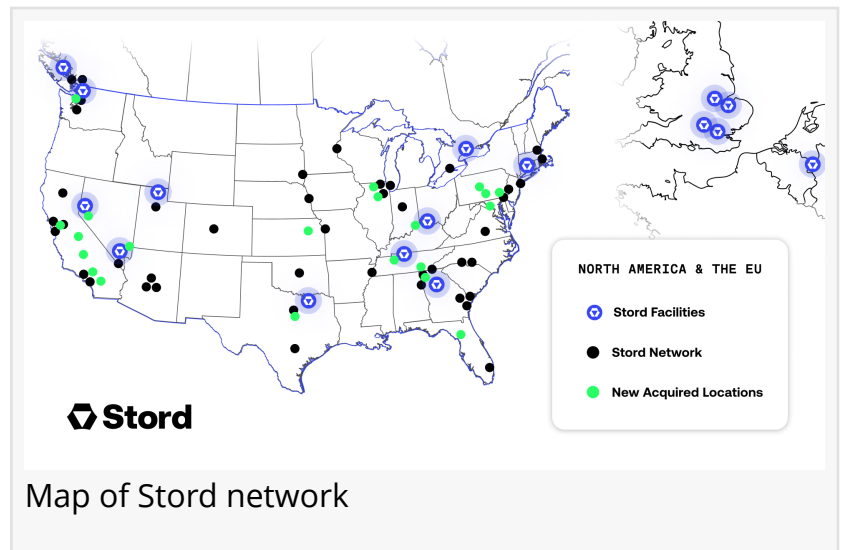 NORTH AMERICA & THE EU
Stord Facilities
Stord Network
New Acquired Locations
Stord
Map of Stord network